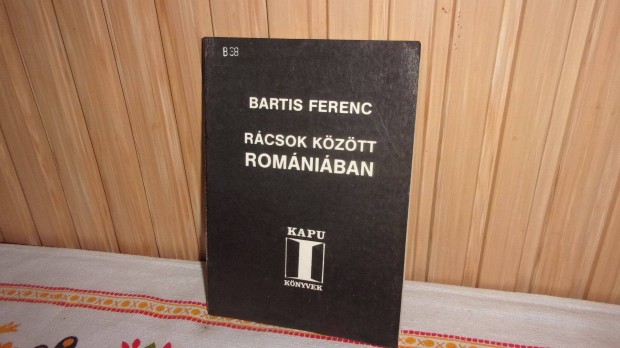 B 38
BARTIS FERENC
RÁCSOK KÖZÖTT
ROMÁNIÁBAN
KAPU
KÖNYVEK